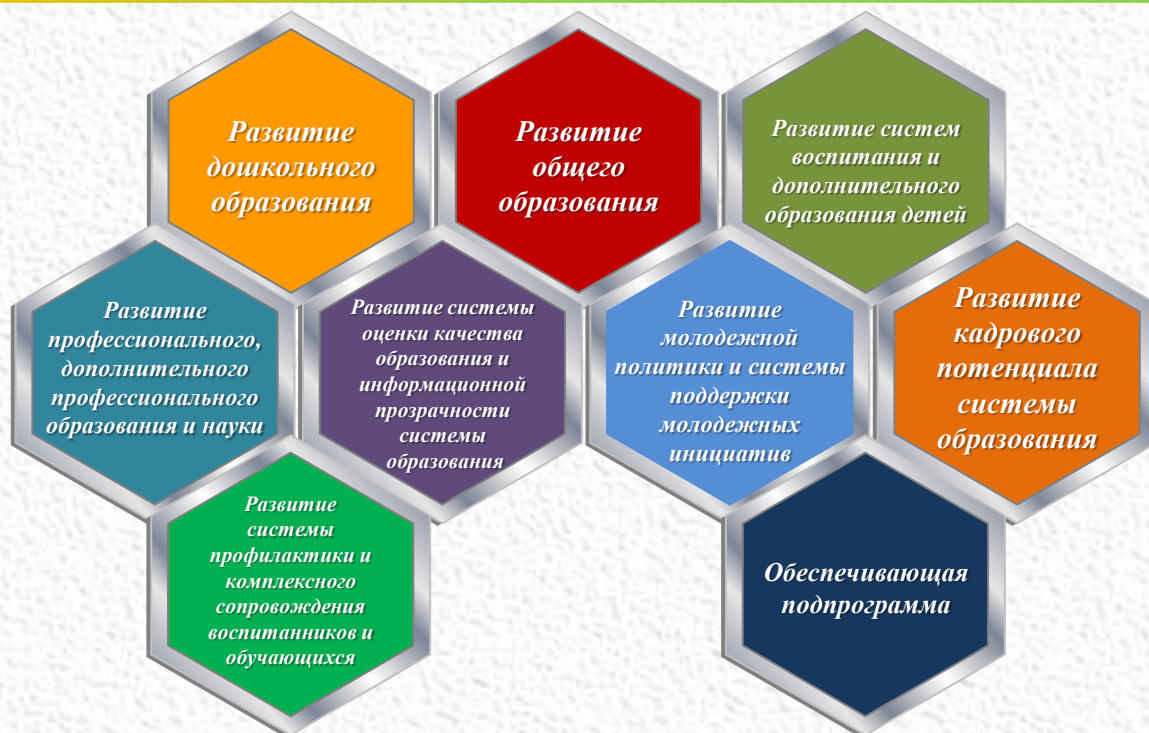 Развитие
дошкольного
образования
Развитие
общего
образования
Развитие систем
воспитания и
дополнительного
образования детей
Развитие
профессионального,
дополнительного
профессионального
образования и науки
Развитие системы
оценки качества
образования и
информационной
прозрачности
системы
образования
Развитие
молодежной
политики и системы
поддержки
молодежных
инициатив
Развитие
кадрового
потенциала
системы
образования
Развитие
системы
профилактики и
комплексного
сопровождения
воспитанников и
обучающихся
Обеспечивающая
подпрограмма